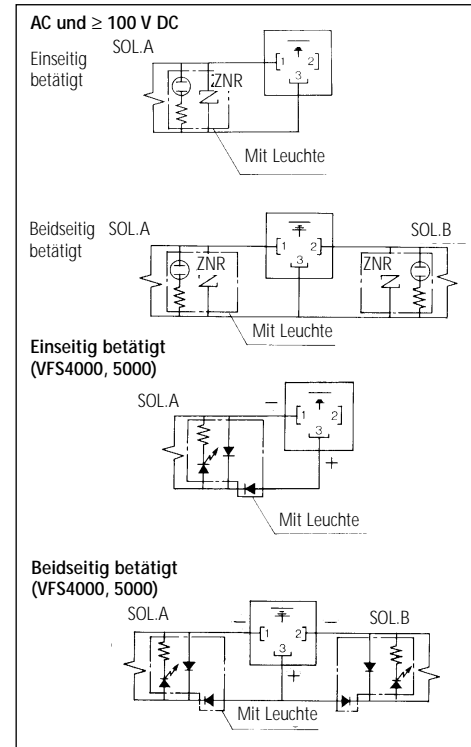 AC und ≥ 100 V DC
Einseitig betätigt
SOL.A
ZNR
1 2
3
Mit Leuchte
Beidseitig betätigt
SOL.A
SOL.B
ZNR
1 2
3
ZNR
Mit Leuchte
Einseitig betätigt
(VFS4000, 5000)
SOL.A
−
1 2
3
+
Mit Leuchte
Beidseitig betätigt
(VFS4000, 5000)
SOL.A
SOL.B
− −
1 2
3
+
Mit Leuchte